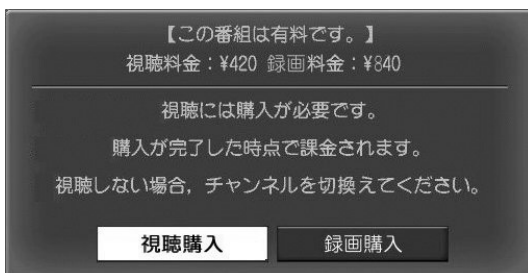 【この番組は有料です。】
視聴料金：¥420 録画料金：¥840
視聴には購入が必要です。
購入が完了した時点で課金されます。
視聴しない場合，チャンネルを切換えてください。
視聴購入 録画購入